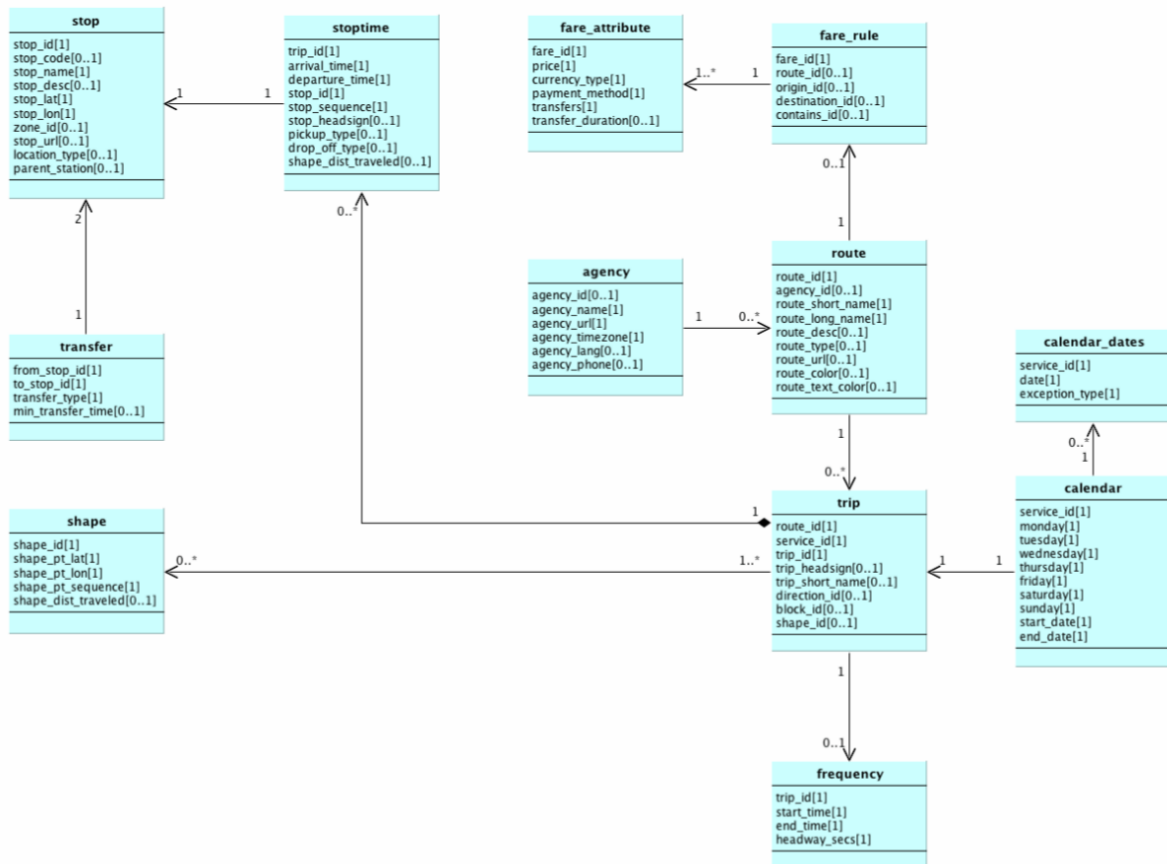 stop
stop_id[1]
stop_code[0..1]
stop_name[1]
stop_desc[0..1]
stop_lat[1]
stop_lon[1]
zone_id[0..1]
stop_url[0..1]
location_type[0..1]
parent_station[0..1]
1
1
stoptime
trip_id[1]
arrival_time[1]
departure_time[1]
stop_id[1]
stop_sequence[1]
stop_headsign[0..1]
pickup_type[0..1]
drop_off_type[0..1]
shape_dist_traveled[0..1]
0..*
fare_attribute
fare_id[1]
price[1]
currency_type[1]
payment_method[1]
transfers[1]
transfer_duration[0..1]
1..*
1
fare_rule
fare_id[1]
route_id[0..1]
origin_id[0..1]
destination_id[0..1]
contains_id[0..1]
0..1
1
2
1
transfer
from_stop_id[1]
to_stop_id[1]
transfer_type[1]
min_transfer_time[0..1]
agency
agency_id[0..1]
agency_name[1]
agency_url[1]
agency_timezone[1]
agency_lang[0..1]
agency_phone[0..1]
1
0..*
route
route_id[1]
agency_id[0..1]
route_short_name[1]
route_long_name[1]
route_desc[0..1]
route_type[0..1]
route_url[0..1]
route_color[0..1]
route_text_color[0..1]
1
0..*
calendar_dates
service_id[1]
date[1]
exception_type[1]
0..*
1
shape
shape_id[1]
shape_pt_lat[1]
shape_pt_lon[1]
shape_pt_sequence[1]
shape_dist_traveled[0..1]
0..*
1..*
1
trip
route_id[1]
service_id[1]
trip_id[1]
trip_headsign[0..1]
trip_short_name[0..1]
direction_id[0..1]
block_id[0..1]
shape_id[0..1]
1
1
calendar
service_id[1]
monday[1]
tuesday[1]
wednesday[1]
thursday[1]
friday[1]
saturday[1]
sunday[1]
start_date[1]
end_date[1]
1
0..1
frequency
trip_id[1]
start_time[1]
end_time[1]
headway_secs[1]